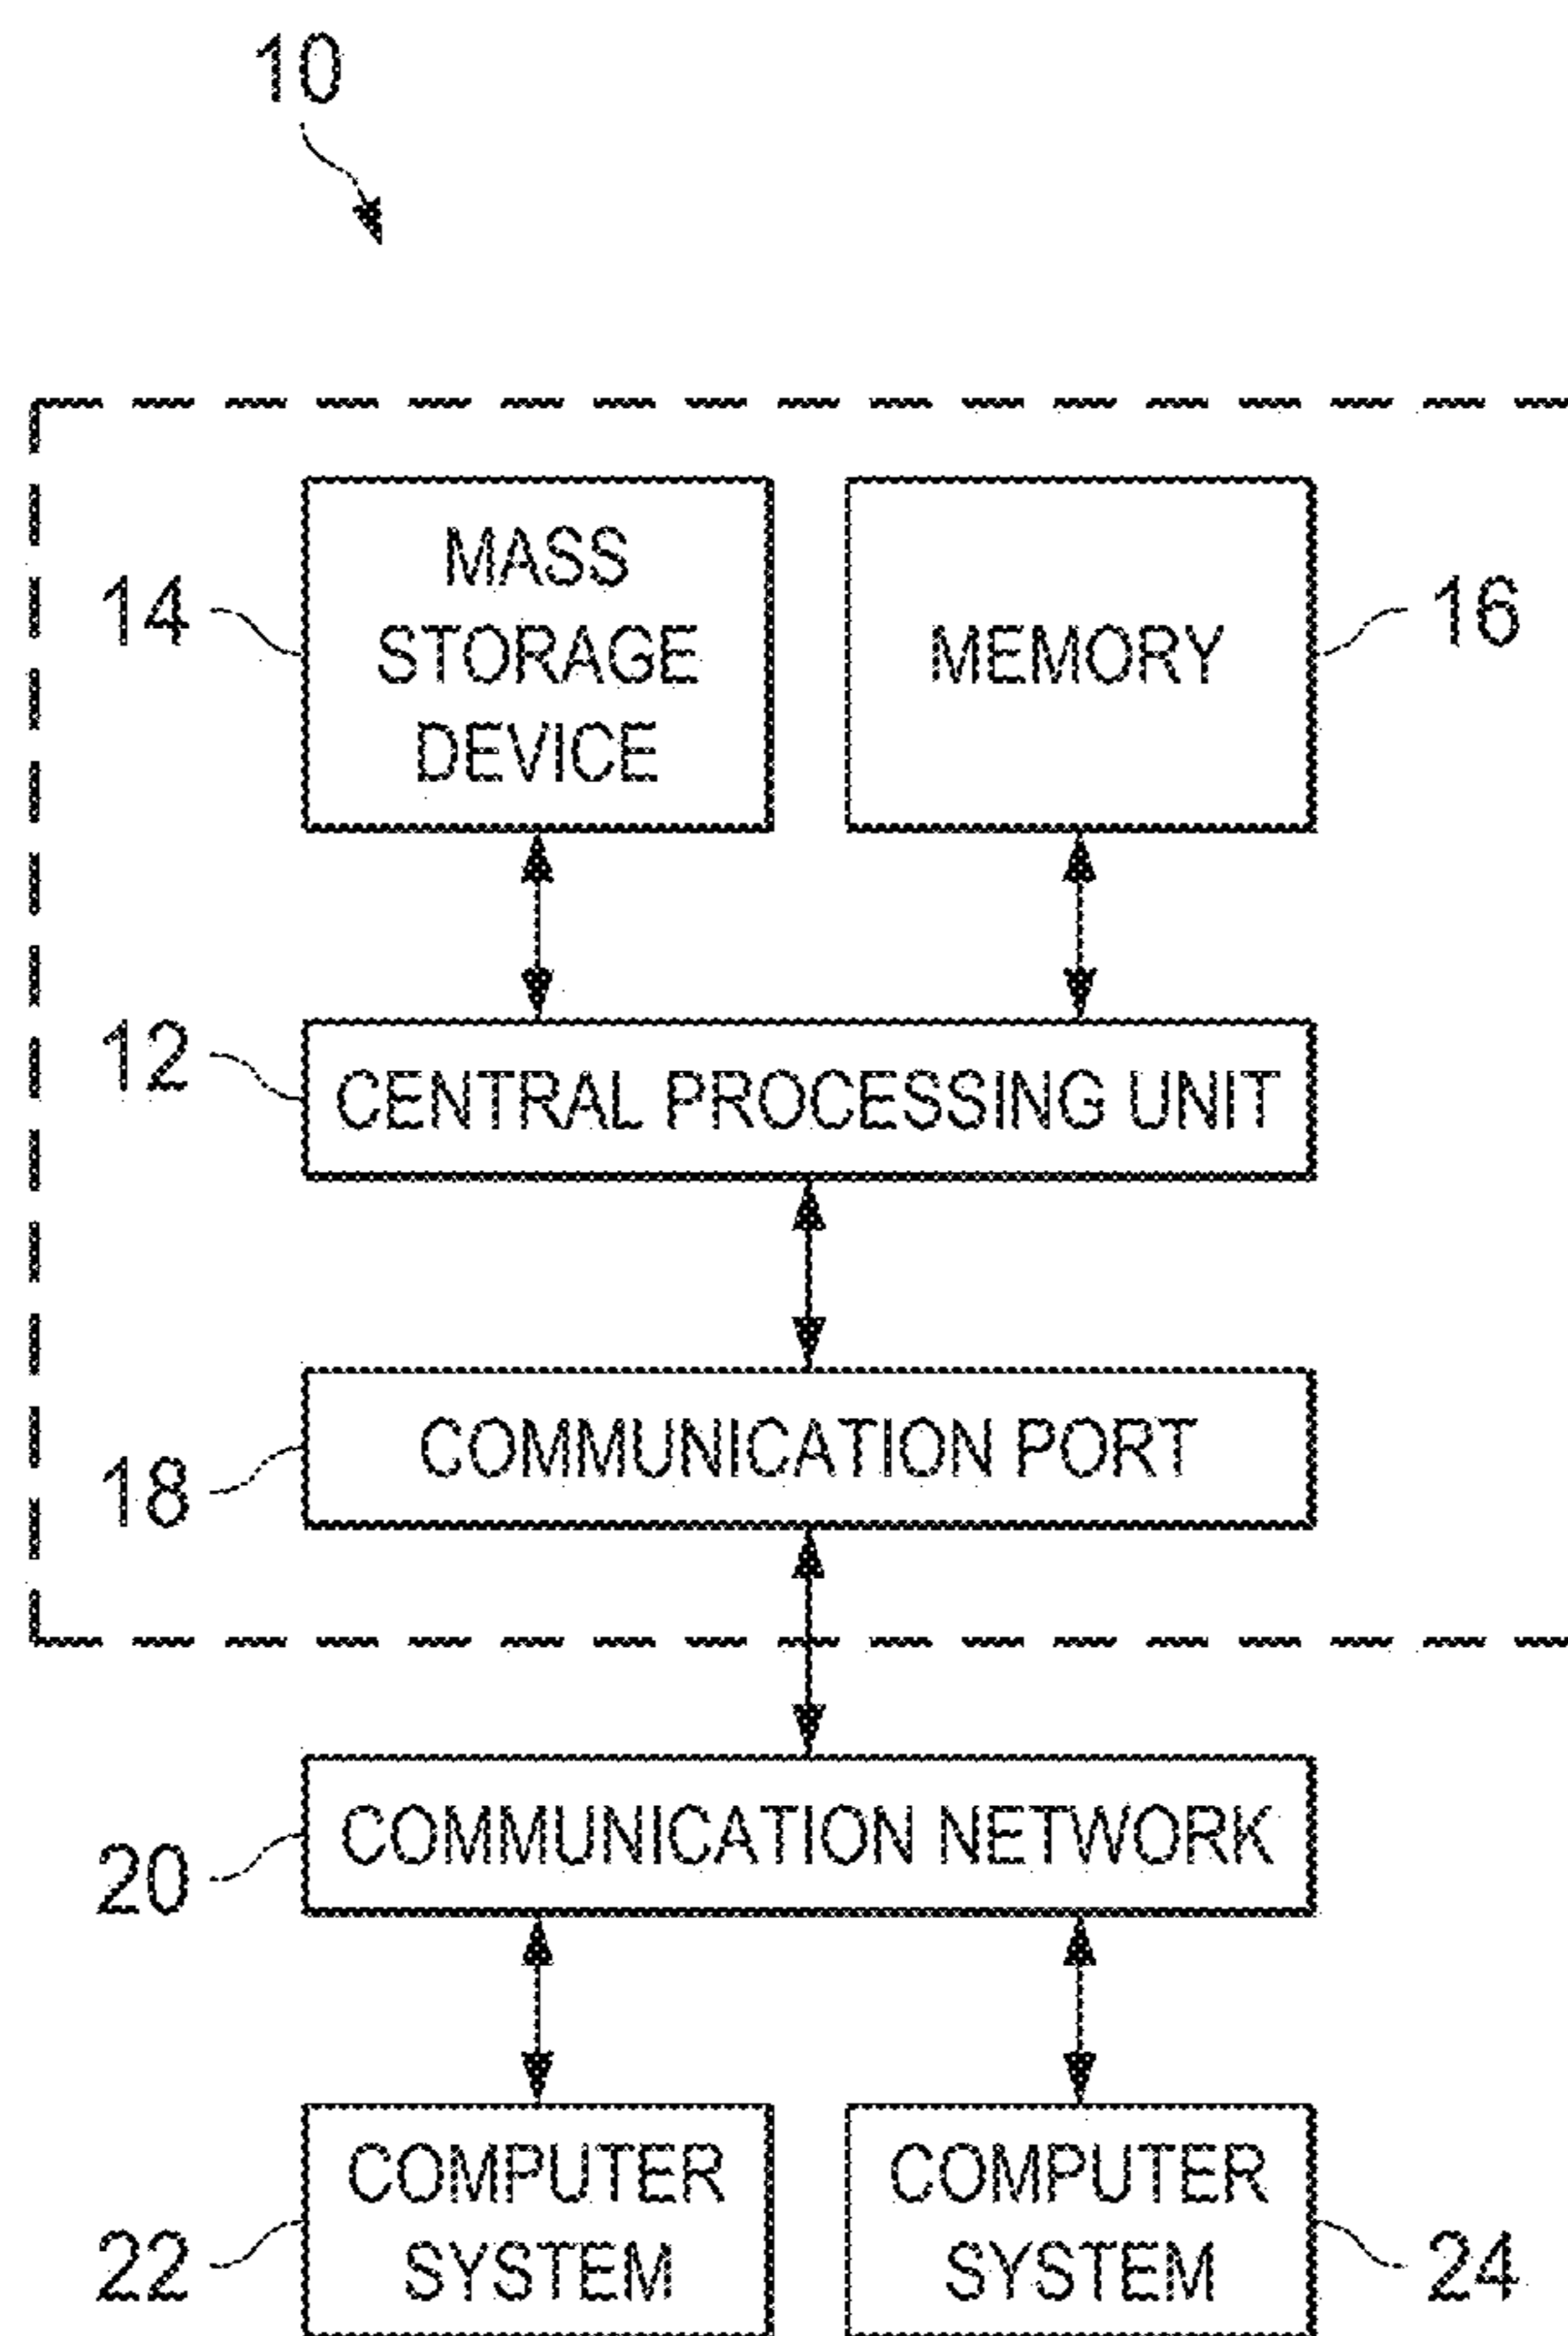 10
MASS
STORAGE
DEVICE
14
MEMORY
16
12
CENTRAL PROCESSING UNIT
18
COMMUNICATION PORT
20
COMMUNICATION NETWORK
22
COMPUTER
SYSTEM
COMPUTER
SYSTEM
24